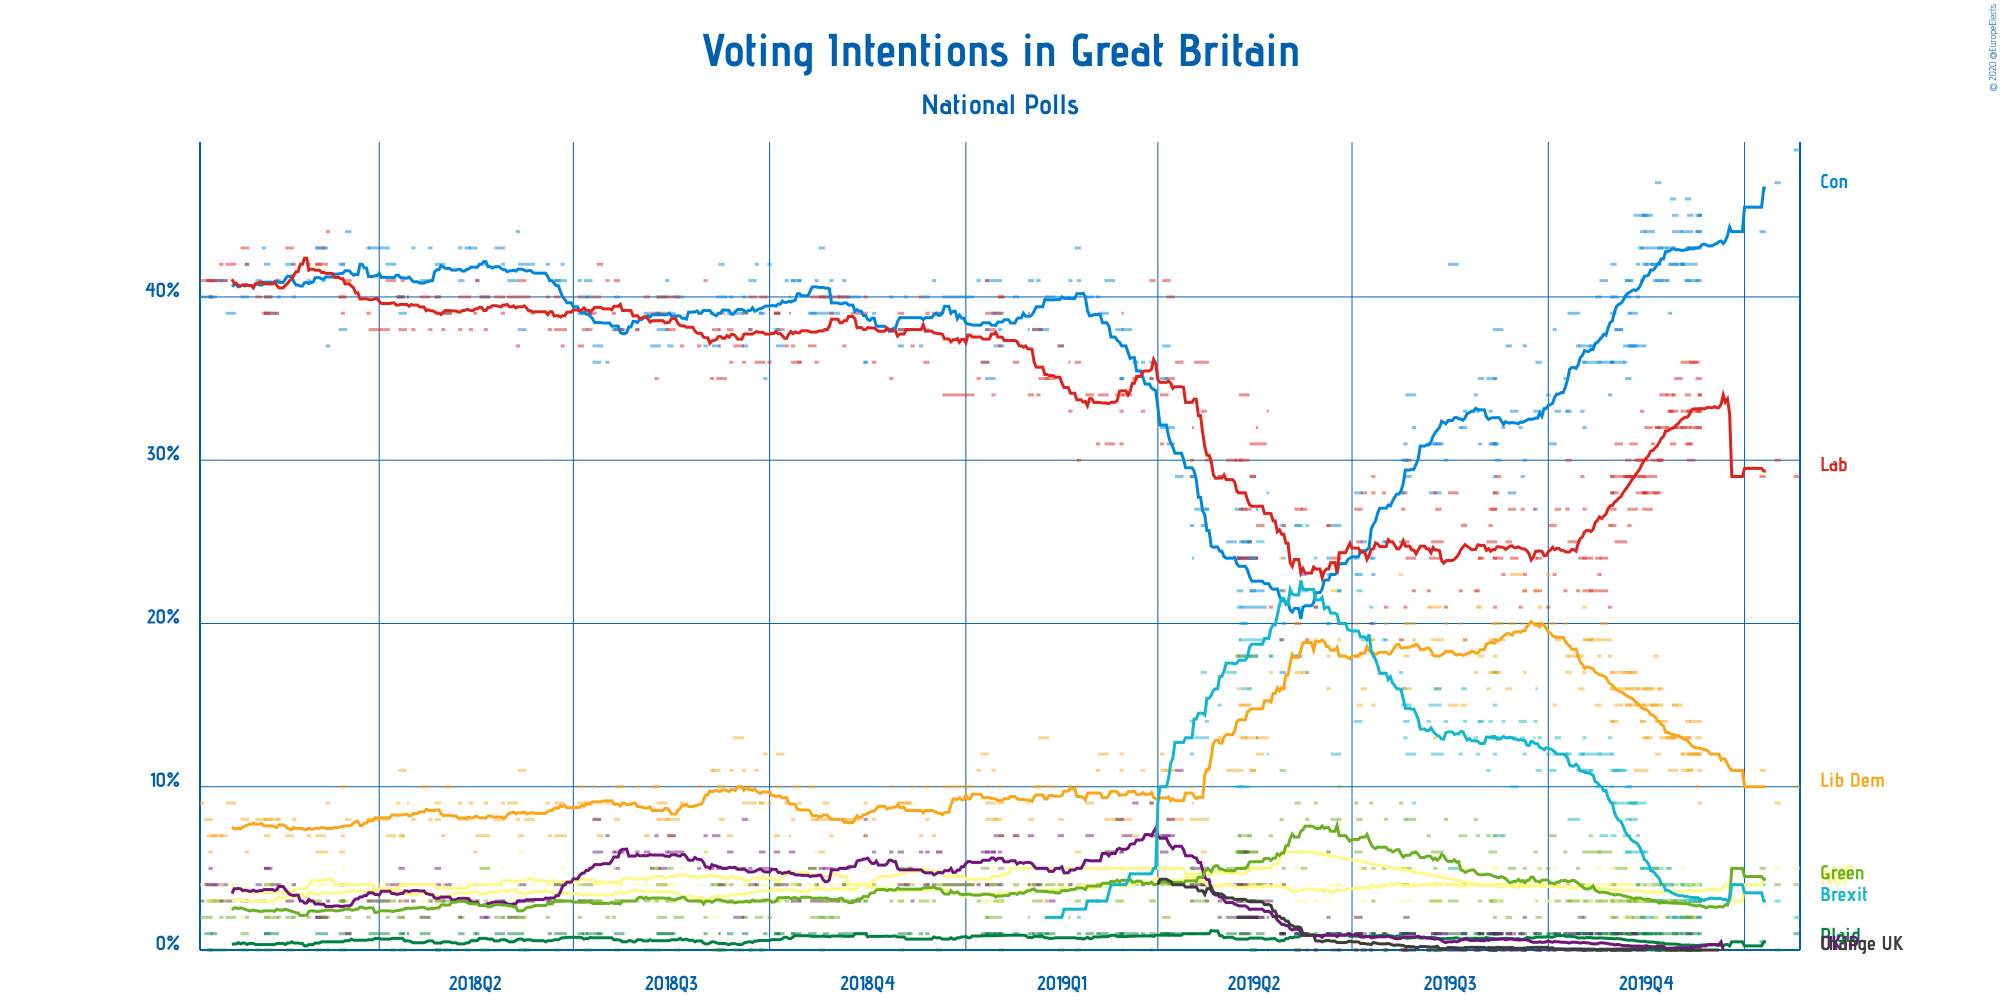 © 2020 @EuropeElects
Voting Intentions in Great Britain
National Polls
Con
40%
30%
Lab
20%
10%
Lib Dem
Green
Brexit
Plaid
0%
Change UK
2018Q2
2018Q3
2018Q4
2019Q1
2019Q2
2019Q3
2019Q4